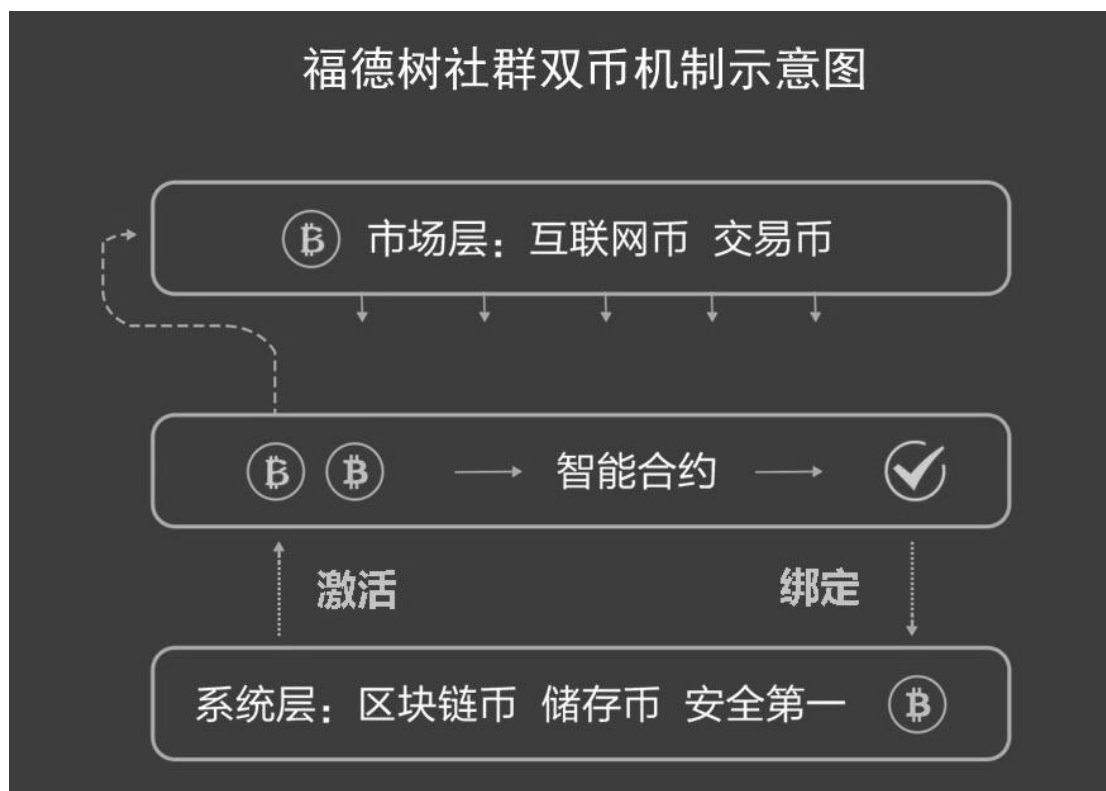 福德树社群双币机制示意图
市场层：互联网币 交易币
智能合约
激活
绑定
系统层：区块链币 储存币 安全第一